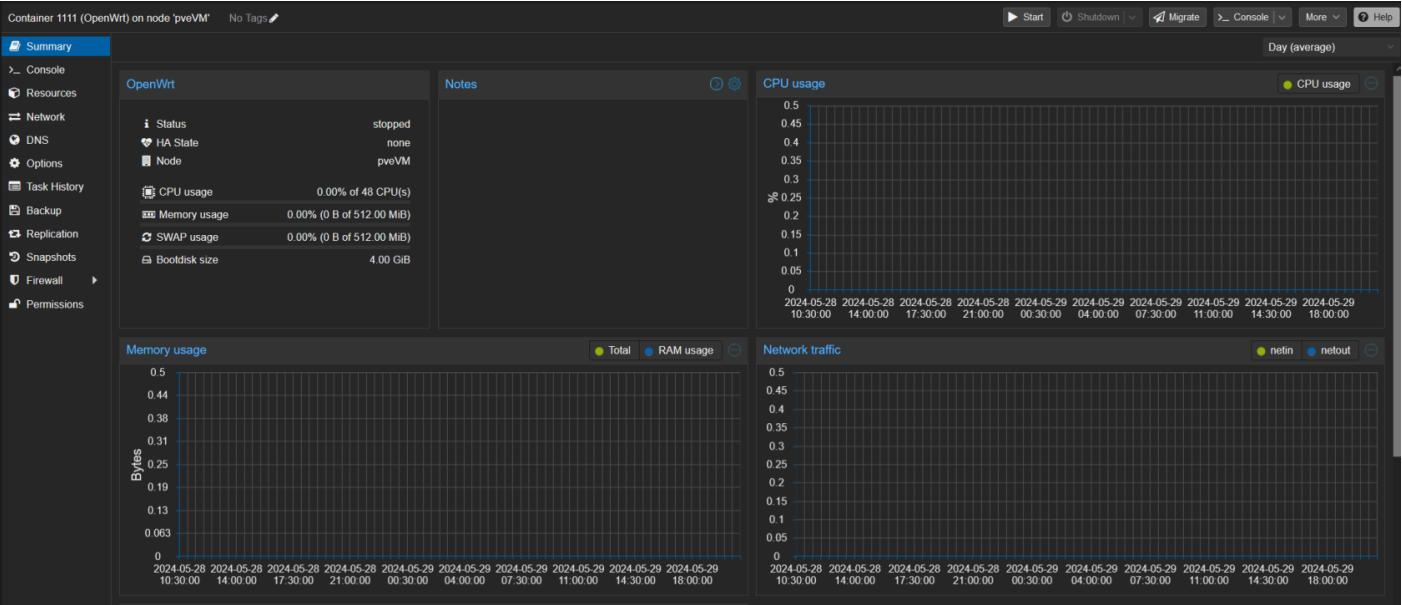 Container 1111 (OpenWrt) on node 'pveVM' No Tags
Start Shutdown Migrate Console More Help
Summary
Console
Resources
Network
DNS
Options
Task History
Backup
Replication
Snapshots
Firewall
Permissions
Day (average)
OpenWrt
Status stopped
HA State none
Node pveVM
CPU usage 0.00% of 48 CPU(s)
Memory usage 0.00% (0 B of 512.00 MiB)
SWAP usage 0.00% (0 B of 512.00 MiB)
Bootdisk size 4.00 GiB
Notes
CPU usage CPU usage
0.5
0.45
0.4
0.35
0.3
% 0.25
0.2
0.15
0.1
0.05
0
2024-05-28 2024-05-28 2024-05-28 2024-05-28 2024-05-29 2024-05-29 2024-05-29 2024-05-29 2024-05-29 2024-05-29
10:30:00 14:00:00 17:30:00 21:00:00 00:30:00 04:00:00 07:30:00 11:00:00 14:30:00 18:00:00
Memory usage Total RAM usage
0.5
0.44
0.38
0.31
Bytes 0.25
0.19
0.13
0.063
0
2024-05-28 2024-05-28 2024-05-28 2024-05-28 2024-05-29 2024-05-29 2024-05-29 2024-05-29 2024-05-29 2024-05-29
10:30:00 14:00:00 17:30:00 21:00:00 00:30:00 04:00:00 07:30:00 11:00:00 14:30:00 18:00:00
Network traffic netin netout
0.5
0.45
0.4
0.35
0.3
0.25
0.2
0.15
0.1
0.05
0
2024-05-28 2024-05-28 2024-05-28 2024-05-28 2024-05-29 2024-05-29 2024-05-29 2024-05-29 2024-05-29 2024-05-29
10:30:00 14:00:00 17:30:00 21:00:00 00:30:00 04:00:00 07:30:00 11:00:00 14:30:00 18:00:00